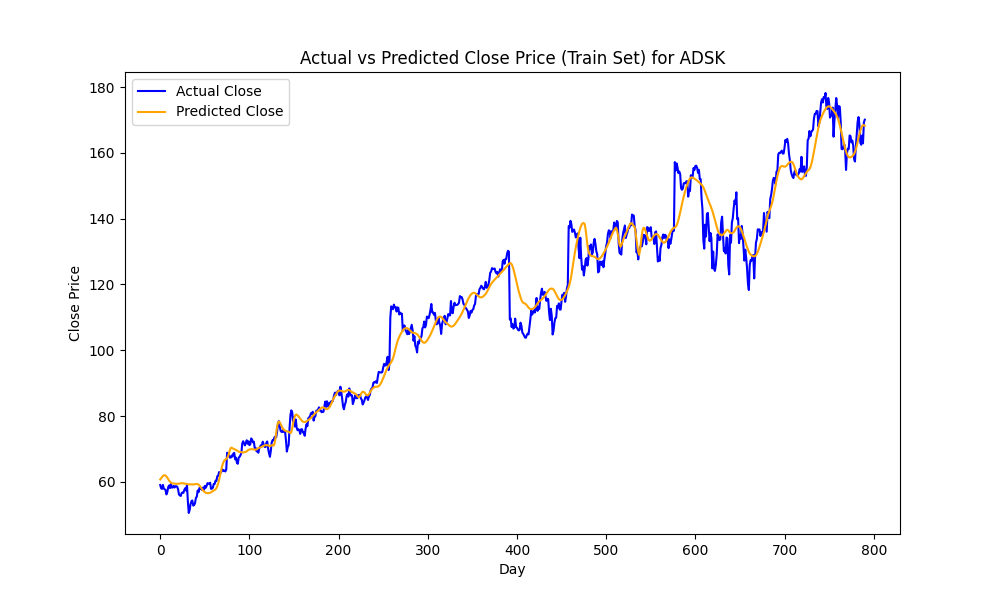 Actual vs Predicted Close Price (Train Set) for ADSK
Actual Close
Predicted Close
180
160
140
120
100
80
60
Close Price
0 100 200 300 400 500 600 700 800
Day